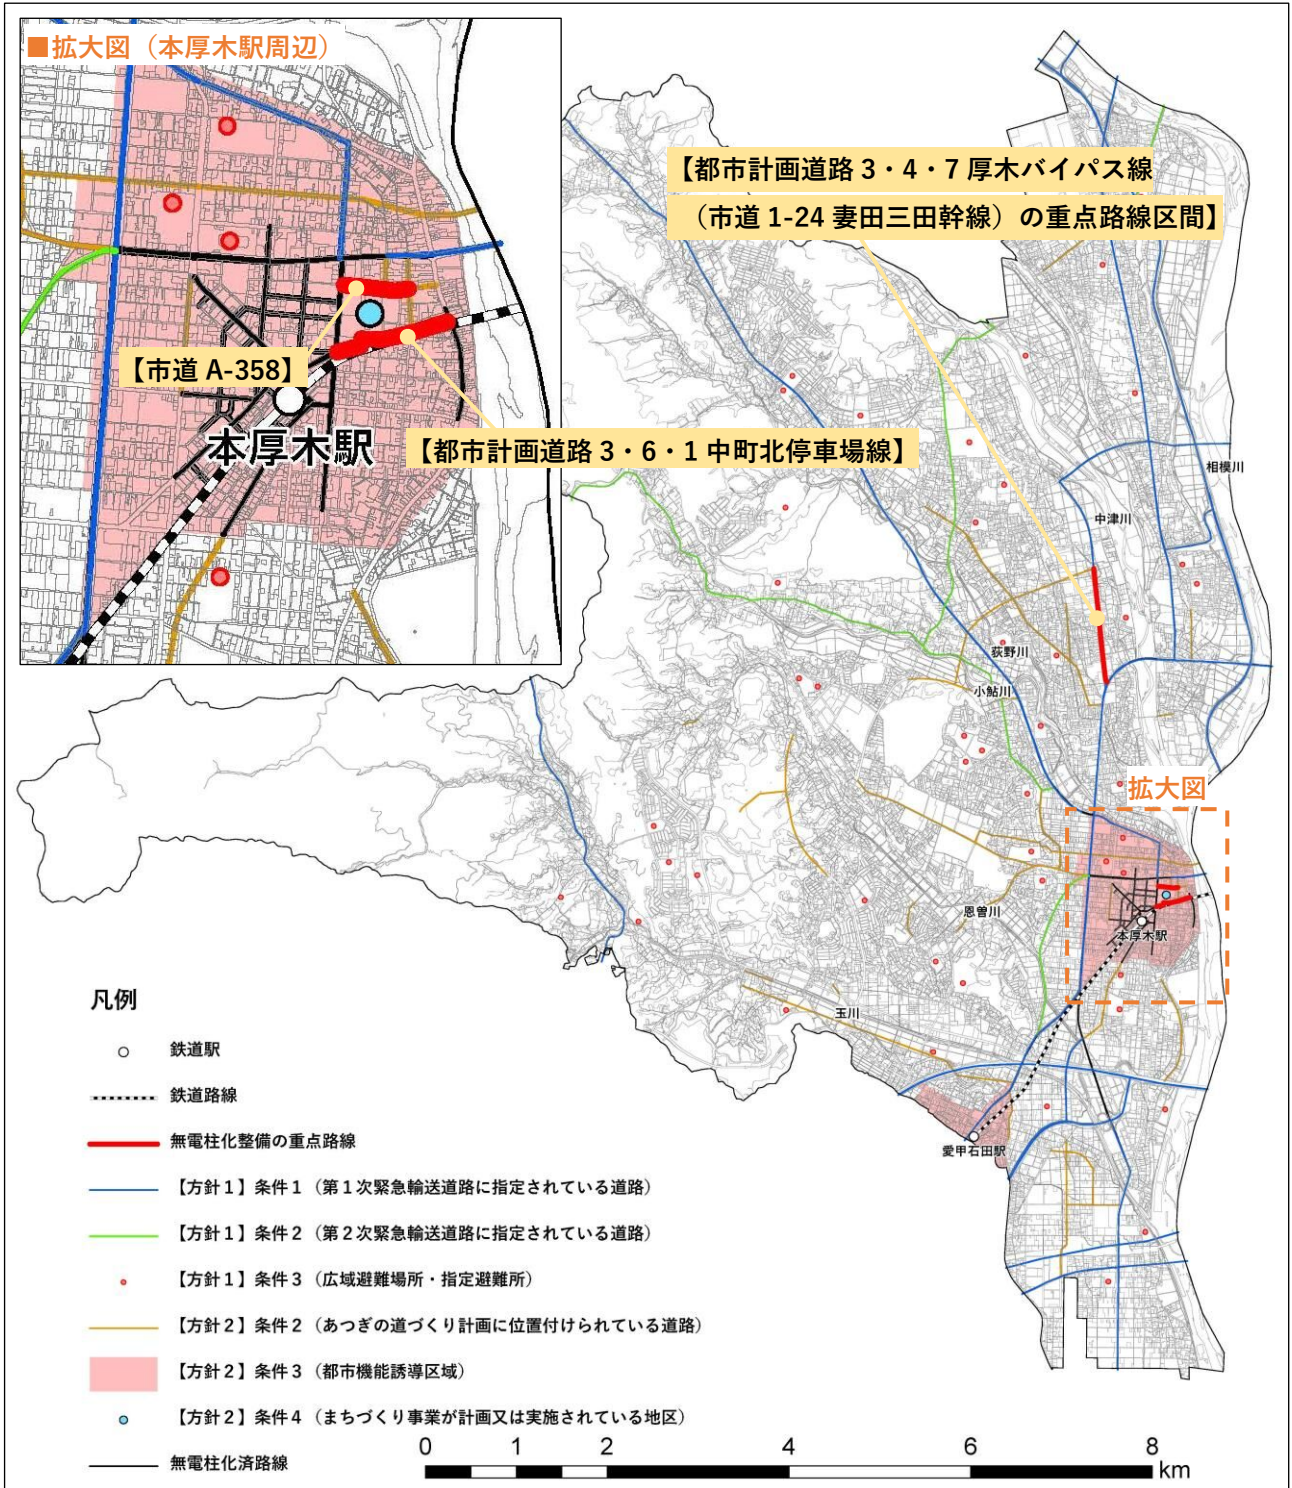 ■拡大図（本厚木駅周辺）
【都市計画道路 3・4・7 厚木バイパス線
（市道 1-24 妻田三田幹線）の重点路線区間】
【市道 A-358】
本厚木駅
【都市計画道路 3・6・1 中町北停車場線】
相模川
中津川
荻野川
小鮎川
拡大図
恩曽川
本厚木駅
玉川
愛甲石田駅
凡例
鉄道駅
鉄道路線
無電柱化整備の重点路線
【方針１】条件１（第１次緊急輸送道路に指定されている道路）
【方針１】条件２（第２次緊急輸送道路に指定されている道路）
【方針１】条件３（広域避難場所・指定避難所）
【方針２】条件２（あつぎの道づくり計画に位置付けられている道路）
【方針２】条件３（都市機能誘導区域）
【方針２】条件４（まちづくり事業が計画又は実施されている地区）
無電柱化済路線
0 1 2 4 6 8
km